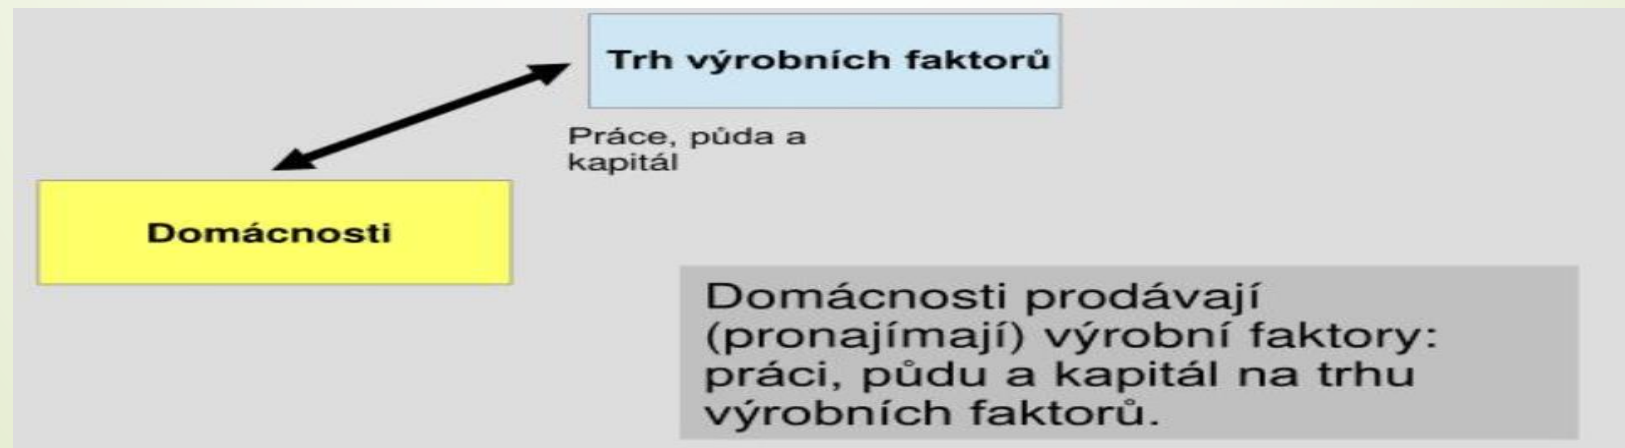 Trh výrobních faktorů
Práce, půda a
kapitál
Domácnosti
Domácnosti prodávají
(pronajímají) výrobní faktory:
práci, půdu a kapitál na trhu
výrobních faktorů.